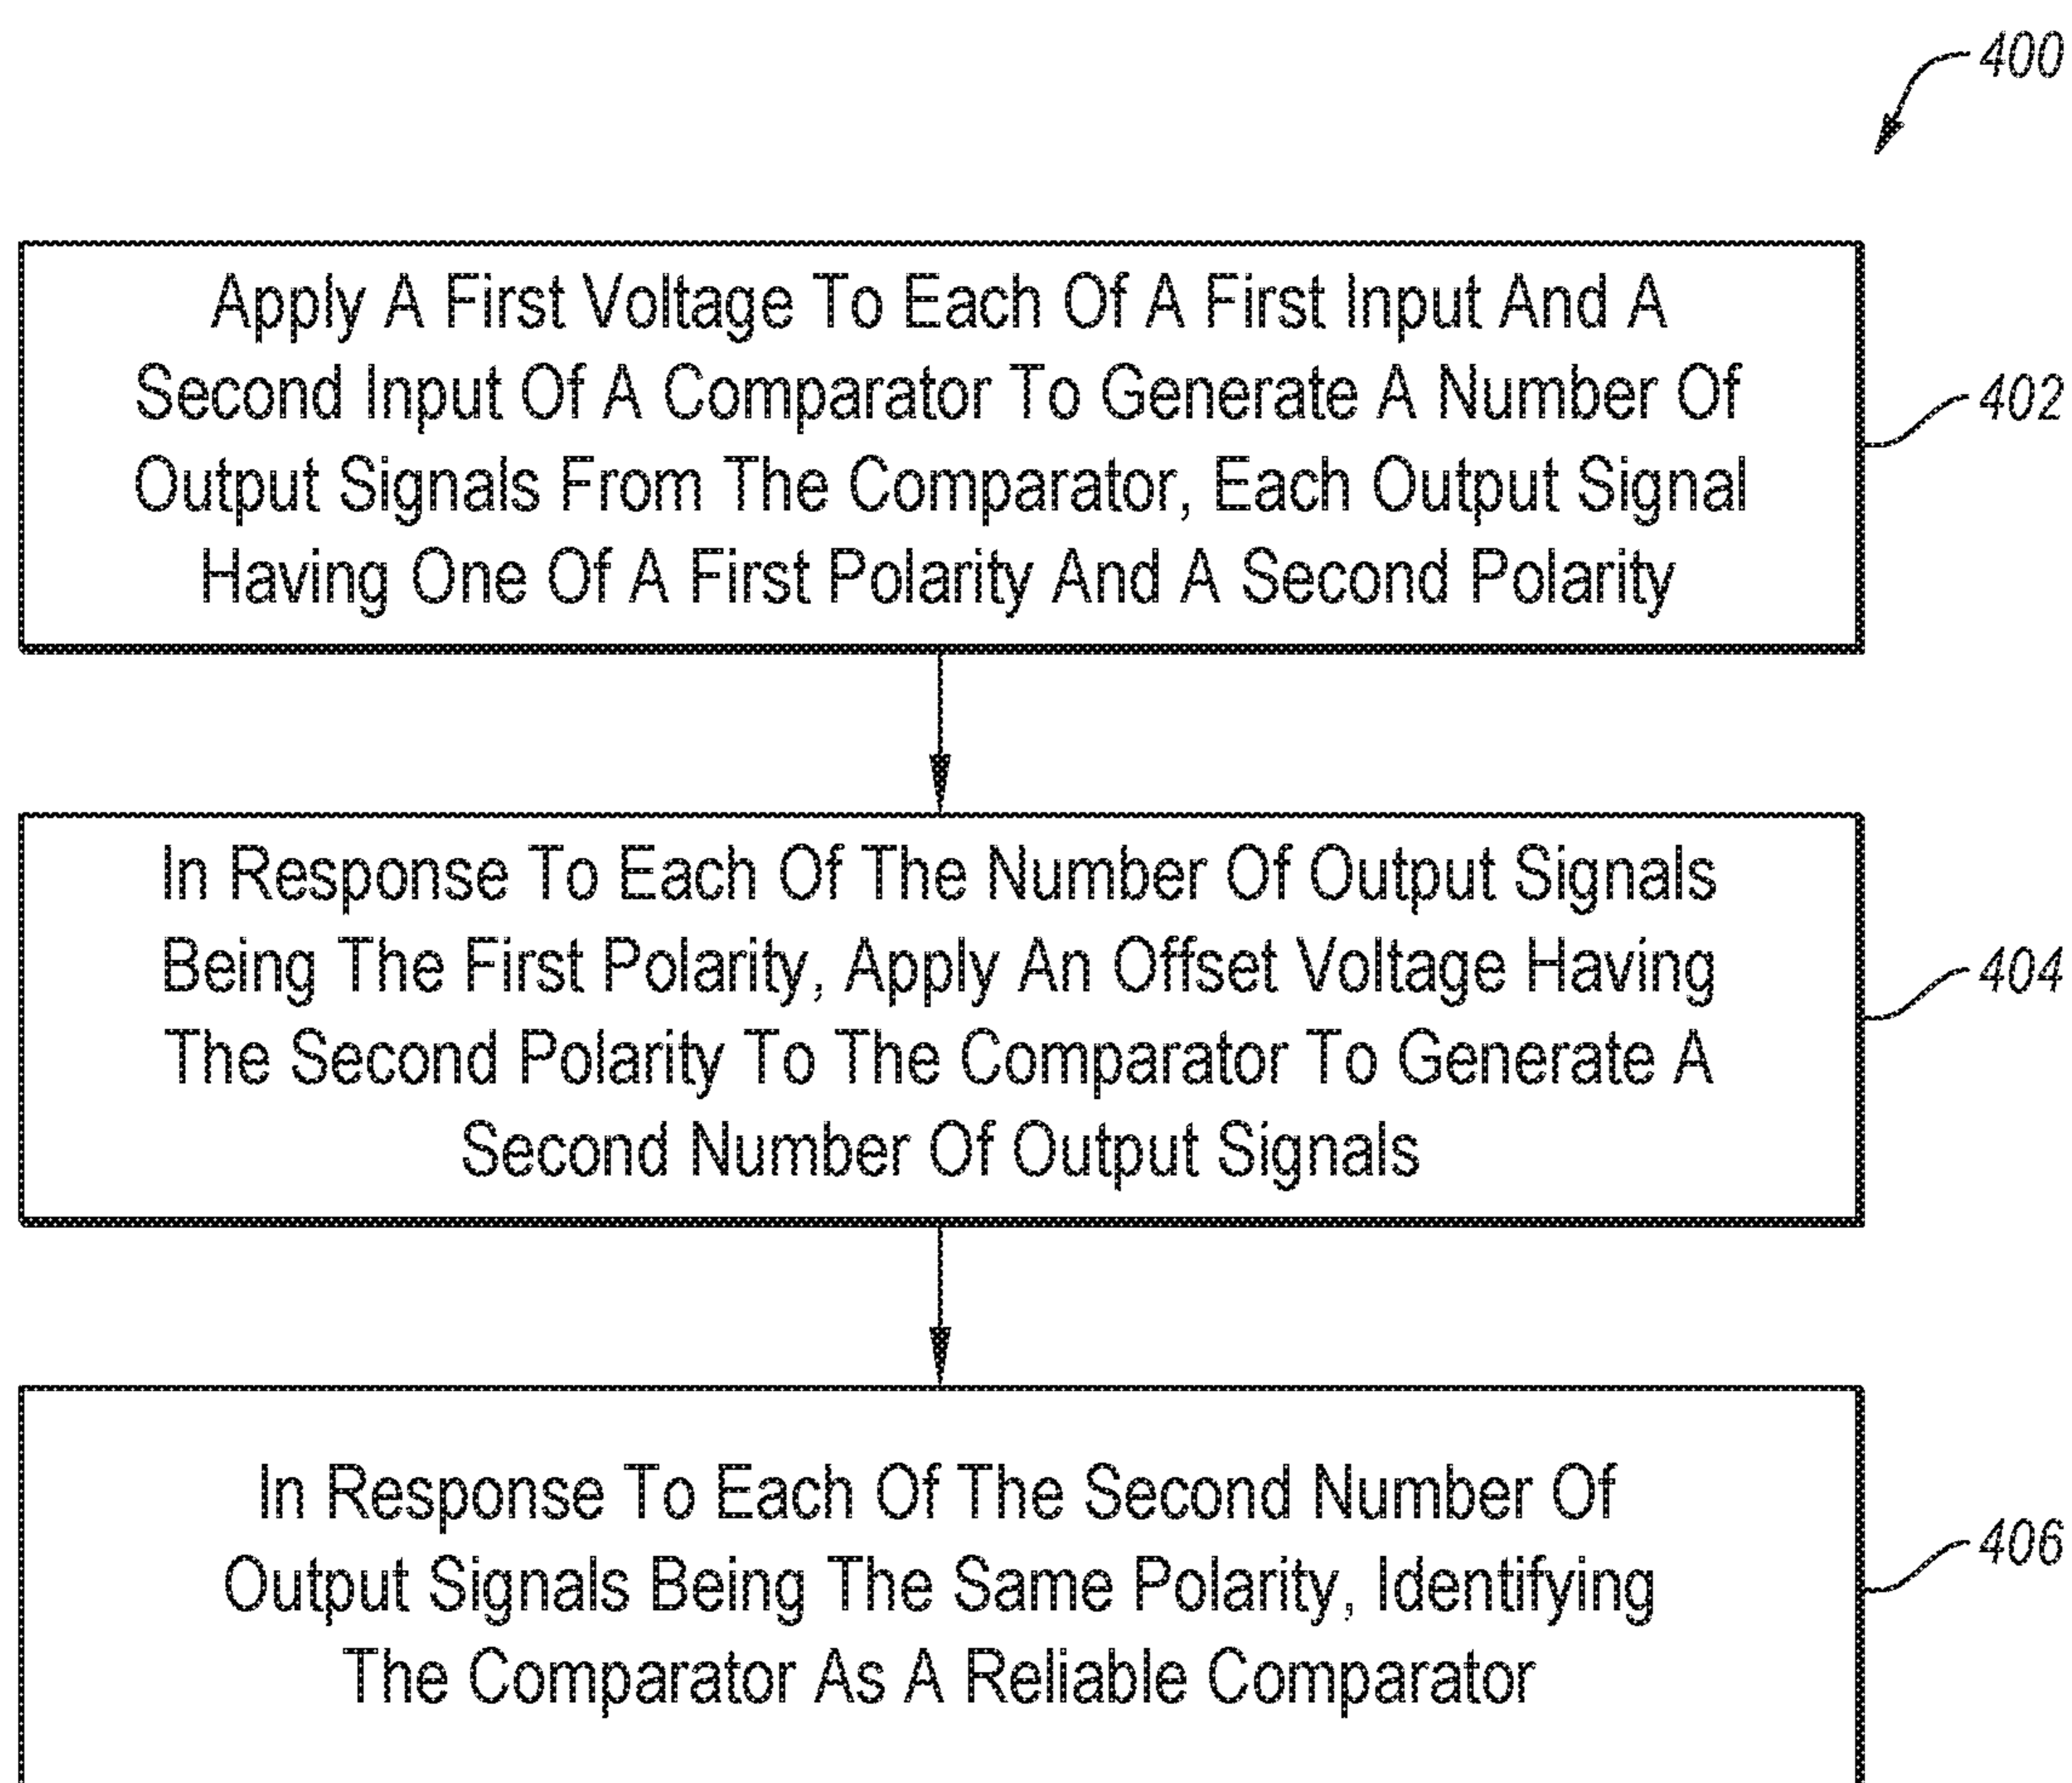 400
Apply A First Voltage To Each Of A First Input And A
Second Input Of A Comparator To Generate A Number Of
Output Signals From The Comparator, Each Output Signal
Having One Of A First Polarity And A Second Polarity
402
In Response To Each Of The Number Of Output Signals
Being The First Polarity, Apply An Offset Voltage Having
The Second Polarity To The Comparator To Generate A
Second Number Of Output Signals
404
In Response To Each Of The Second Number Of
Output Signals Being The Same Polarity, Identifying
The Comparator As A Reliable Comparator
406